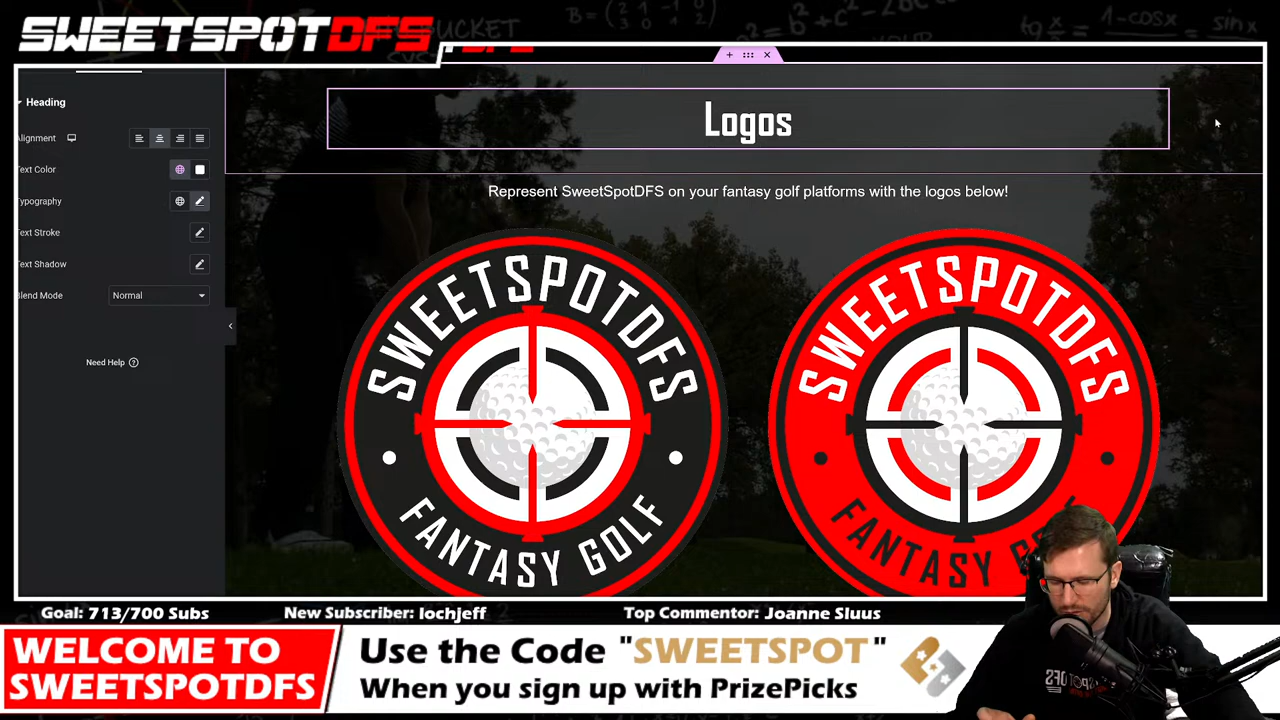 SWEETSPOTDFS
Heading
Alignment
Text Color
Typography
Text Stroke
Text Shadow
Blend Mode
Normal
Need Help
Logos
Represent SweetSpotDFS on your fantasy golf platforms with the logos below!
SWEETSPOTDFS
FANTASY GOLF
SWEETSPOTDFS
FANTASY
Goal: 713/700 Subs
New Subscriber: lochjeff
Top Commentor: Joanne Sluus
WELCOME TO
SWEETSPOTDFS
Use the Code "SWEETSPOT"
When you sign up with PrizePicks